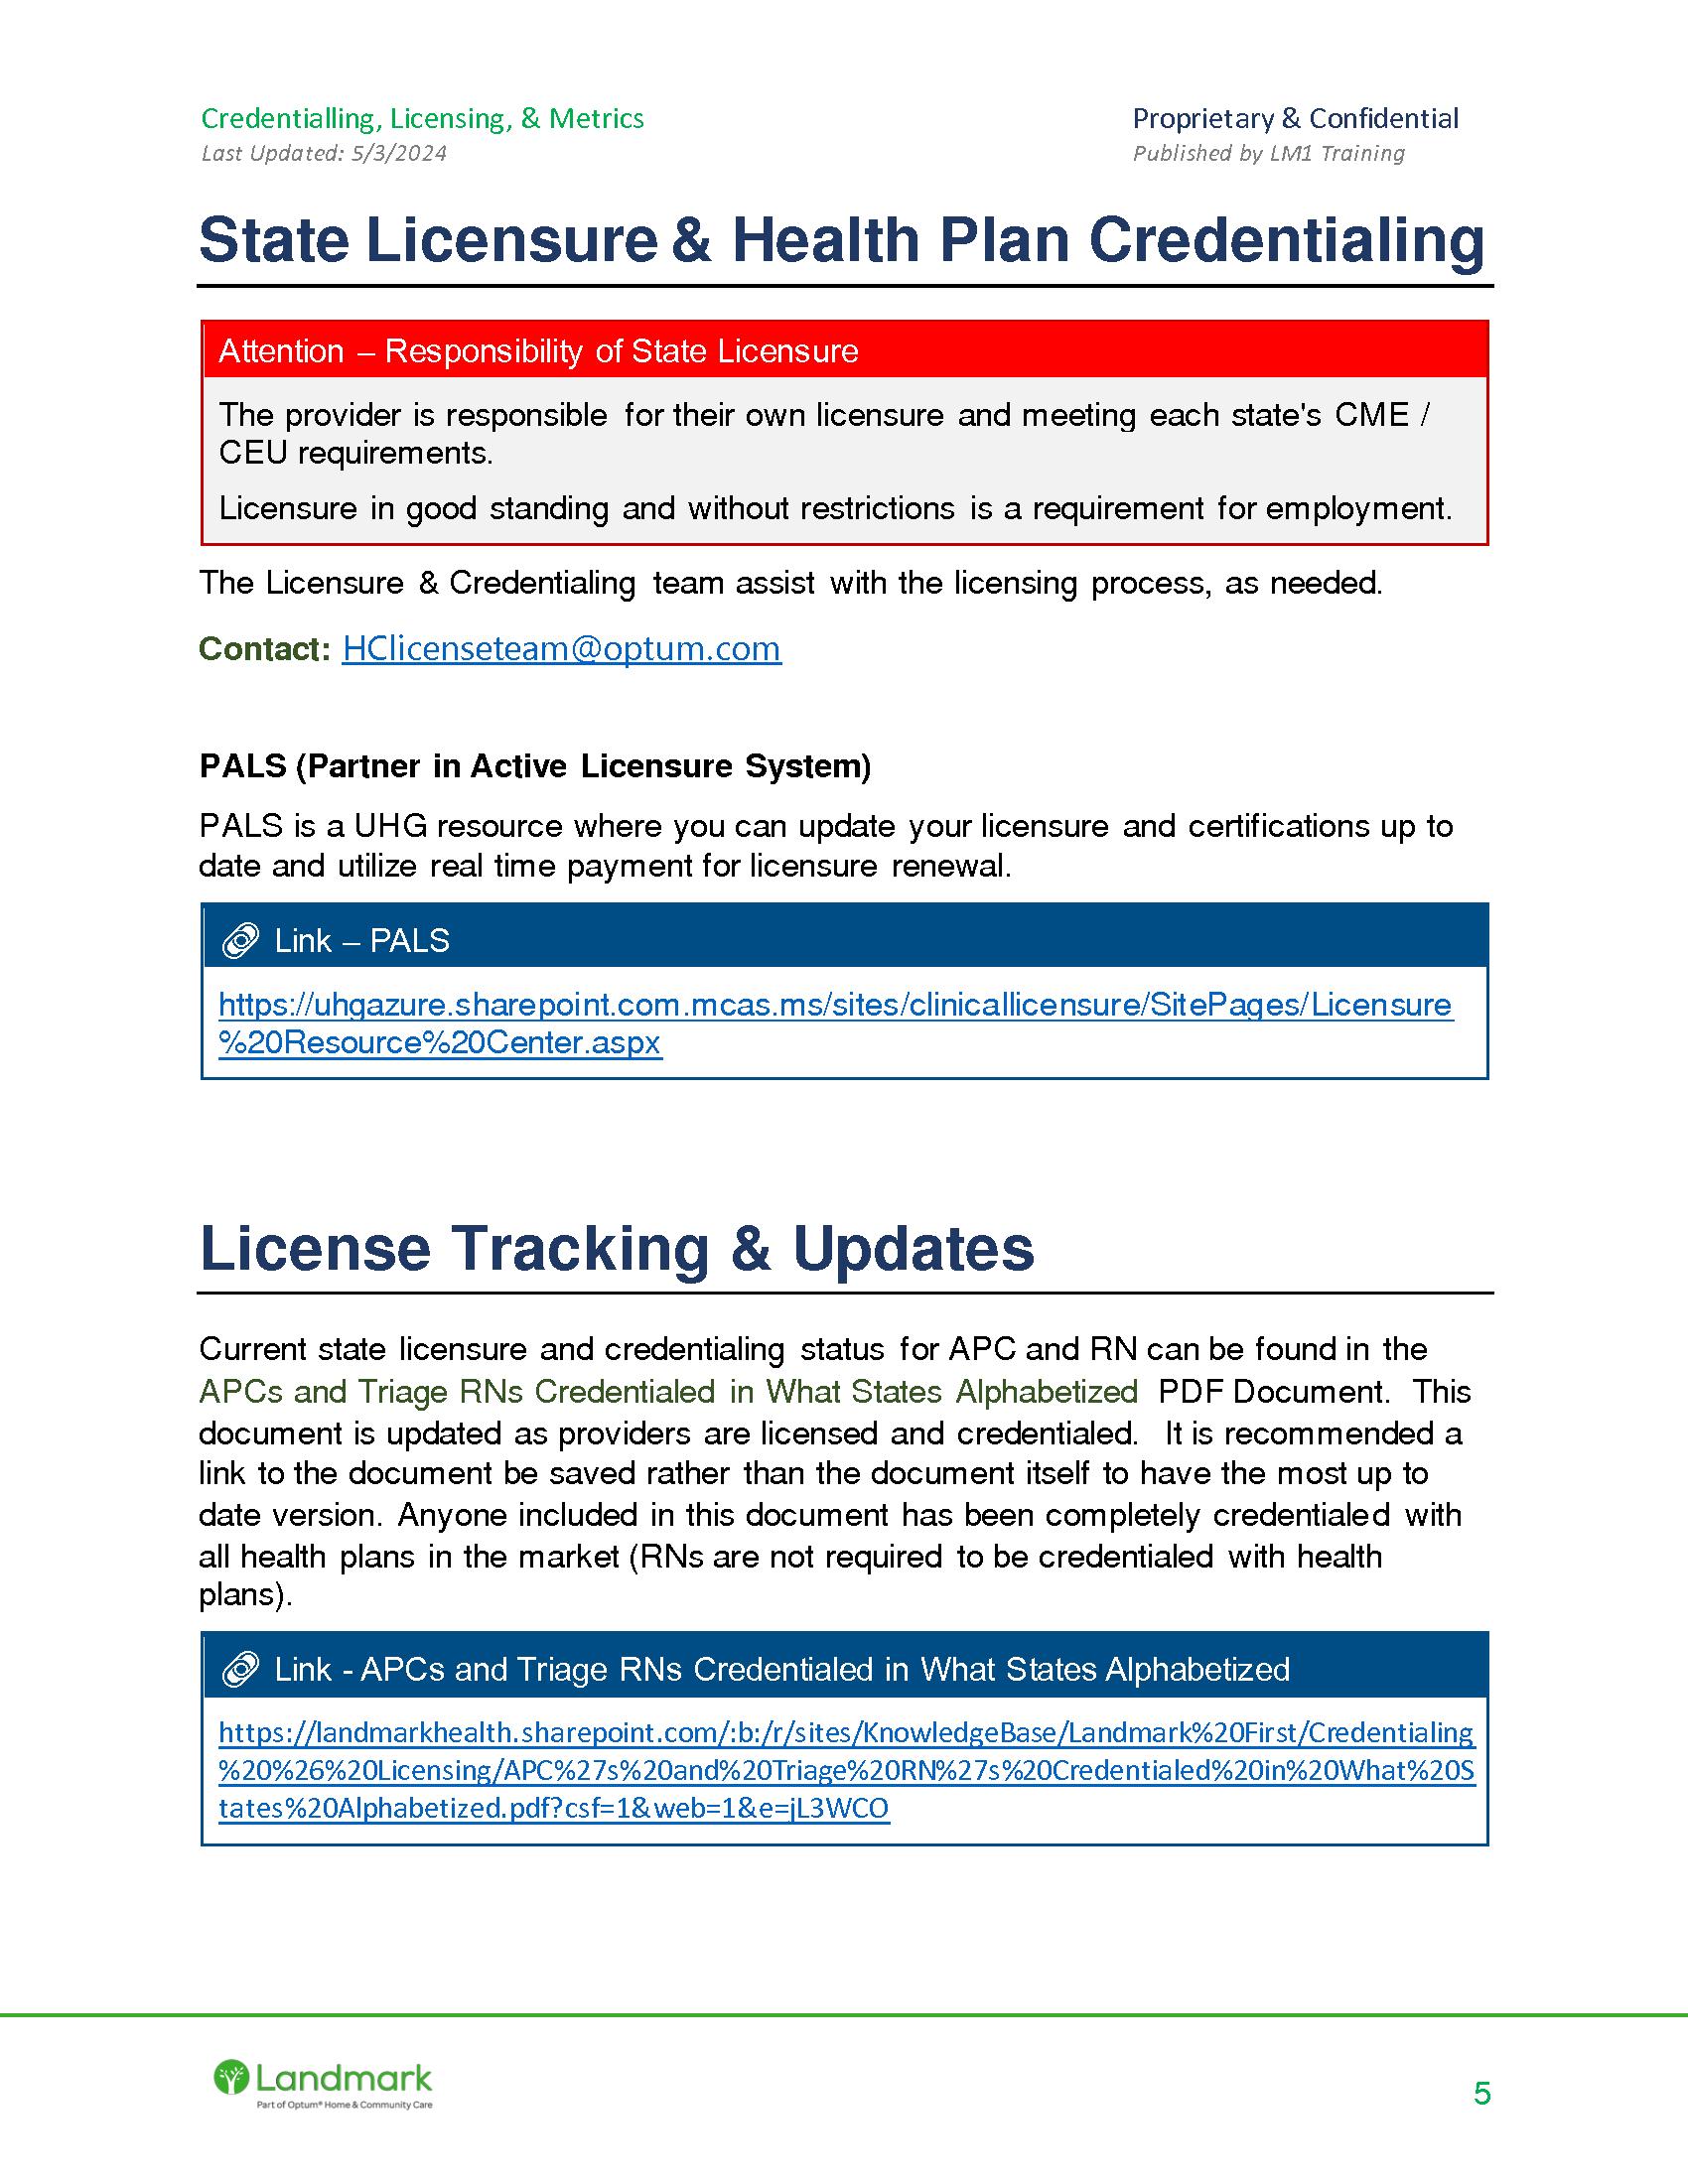 Credentialling, Licensing, & Metrics
Proprietary & Confidential
Last Updated: 5/3/2024
Published by LM1 Training
State Licensure & Health Plan Credentialing
Attention – Responsibility of State Licensure
The provider is responsible for their own licensure and meeting each state's CME /
CEU requirements.
Licensure in good standing and without restrictions is a requirement for employment.
The Licensure & Credentialing team assist with the licensing process, as needed.
Contact: HClicenseteam@optum.com
PALS (Partner in Active Licensure System)
PALS is a UHG resource where you can update your licensure and certifications up to
date and utilize real time payment for licensure renewal.
Link – PALS
https://uhgazure.sharepoint.com.mcas.ms/sites/clinicallicensure/SitePages/Licensure
%20Resource%20Center.aspx
License Tracking & Updates
Current state licensure and credentialing status for APC and RN can be found in the
APCs and Triage RNs Credentialed in What States Alphabetized PDF Document. This
document is updated as providers are licensed and credentialed. It is recommended a
link to the document be saved rather than the document itself to have the most up to
date version. Anyone included in this document has been completely credentialed with
all health plans in the market (RNs are not required to be credentialed with health
plans).
Link - APCs and Triage RNs Credentialed in What States Alphabetized
https://landmarkhealth.sharepoint.com/:b:/r/sites/KnowledgeBase/Landmark%20First/Credentialing
%20%26%20Licensing/APC%27s%20and%20Triage%20RN%27s%20Credentialed%20in%20What%20S
tates%20Alphabetized.pdf?csf=1&web=1&e=jL3WCO
Landmark
Part of Optum® Home & Community Care
5